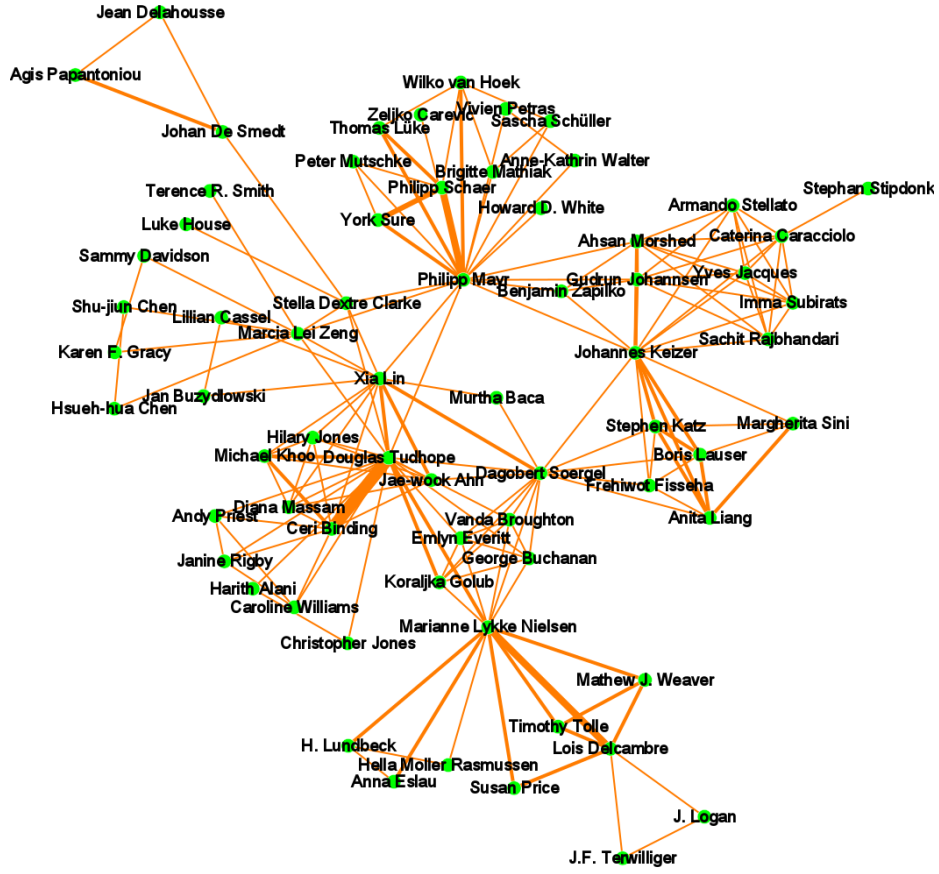 Jean Delahousse
Agis Papantoniou
Wilko van Hoek
Zeljko Carevic
Vivien Petras
Thomas Lüke
Sascha Schüller
Johan De Smedt
Peter Mutschke
Anne-Kathrin Walter
Brigitte Mathiak
Philipp Schaer
Terence R. Smith
Stephan Stipdonk
Armando Stellato
Howard D. White
York Sure
Luke House
Caterina Caracciolo
Ahsan Morshed
Sammy Davidson
Philipp Mayr
Gudrun Johannsen
Yves Jacques
Benjamin Zapilko
Stella Dextre Clarke
Imma Subirats
Shu-jiun Chen
Lillian Cassel
Marcia Lei Zeng
Sachit Rajbhandari
Karen F. Gracy
Johannes Keizer
Xia Lin
Jan Buzydlowski
Murtha Baca
Hsueh-hua Chen
Margherita Sini
Stephen Katz
Hilary Jones
Michael Khoo
Douglas Tudhope
Boris Lauser
Dagobert Soergel
Jae-wook Ahn
Frehiwot Fisseha
Diana Massam
Andy Priest
Anita Liang
Vanda Broughton
Ceri Binding
Emlyn Everitt
Janine Rigby
George Buchanan
Koraljka Golub
Harith Alani
Caroline Williams
Marianne Lykke Nielsen
Christopher Jones
Mathew J. Weaver
Timothy Tolle
H. Lundbeck
Lois Delcambre
Hella Moller Rasmussen
Anna Eslau
Susan Price
J. Logan
J.F. Terwilliger